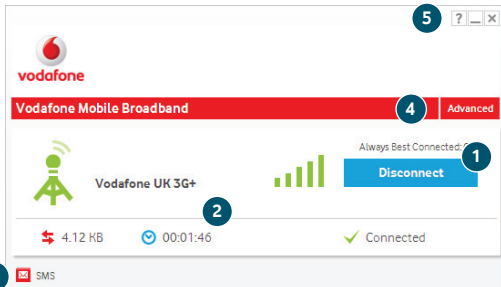 5
? _ X
vodafone
Vodafone Mobile Broadband
4
Advanced
Always Best Connected:
1
Disconnect
Vodafone UK 3G+
2
4.12 KB
00:01:46
Connected
SMS